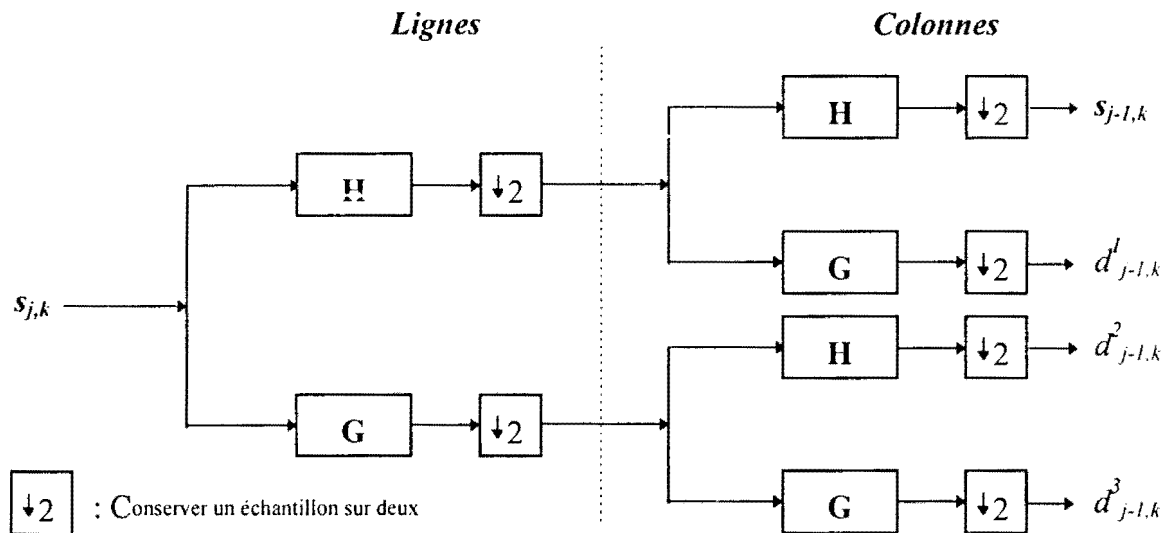 Lignes
Colonnes
H
↓2
s_{j-1,k}
H
↓2
G
↓2
d^1_{j-1,k}
s_{j,k}
H
↓2
d^2_{j-1,k}
G
↓2
G
↓2
d^3_{j-1,k}
↓2 : Conserver un échantillon sur deux